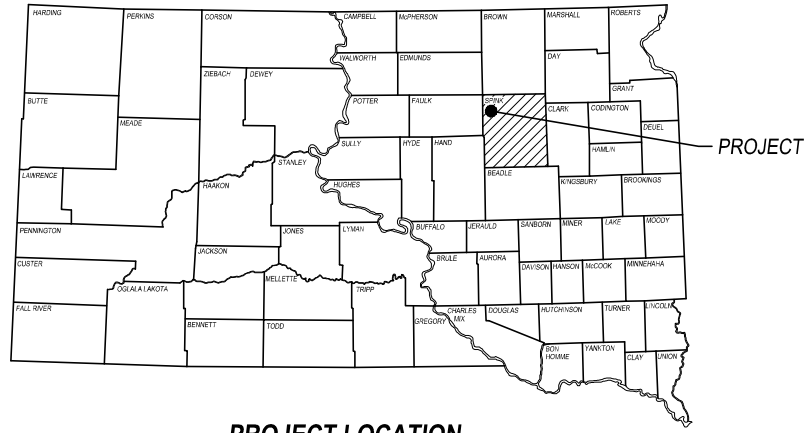 HARDING
PERKINS
CORSON
CAMPBELL
McPHERSON
BROWN
MARSHALL
ROBERTS
WALWORTH
EDMUNDS
DAY
ZIEBACH
DEWEY
GRANT
BUTTE
POTTER
FAULK
SPINK
CLARK
CODINGTON
MEADE
DEUEL
SULLY
HYDE
HAND
HAMLIN
PROJECT
STANLEY
LAWRENCE
BEADLE
HAAKON
HUGHES
KINGSBURY
BROOKINGS
PENNINGTON
JONES
LYMAN
BUFFALO
JERAULD
SANBORN
MINER
LAKE
MOODY
JACKSON
BRULE
AURORA
CUSTER
DAVISON
HANSON
McCOOK
MINNEHAHA
MELLETTE
OGLALA LAKOTA
TRIPP
FALL RIVER
CHARLES
MIX
DOUGLAS
HUTCHINSON
TURNER
LINCOLN
GREGORY
BENNETT
TODD
BON
HOMME
YANKTON
CLAY
UNION
PROJECT LOCATION